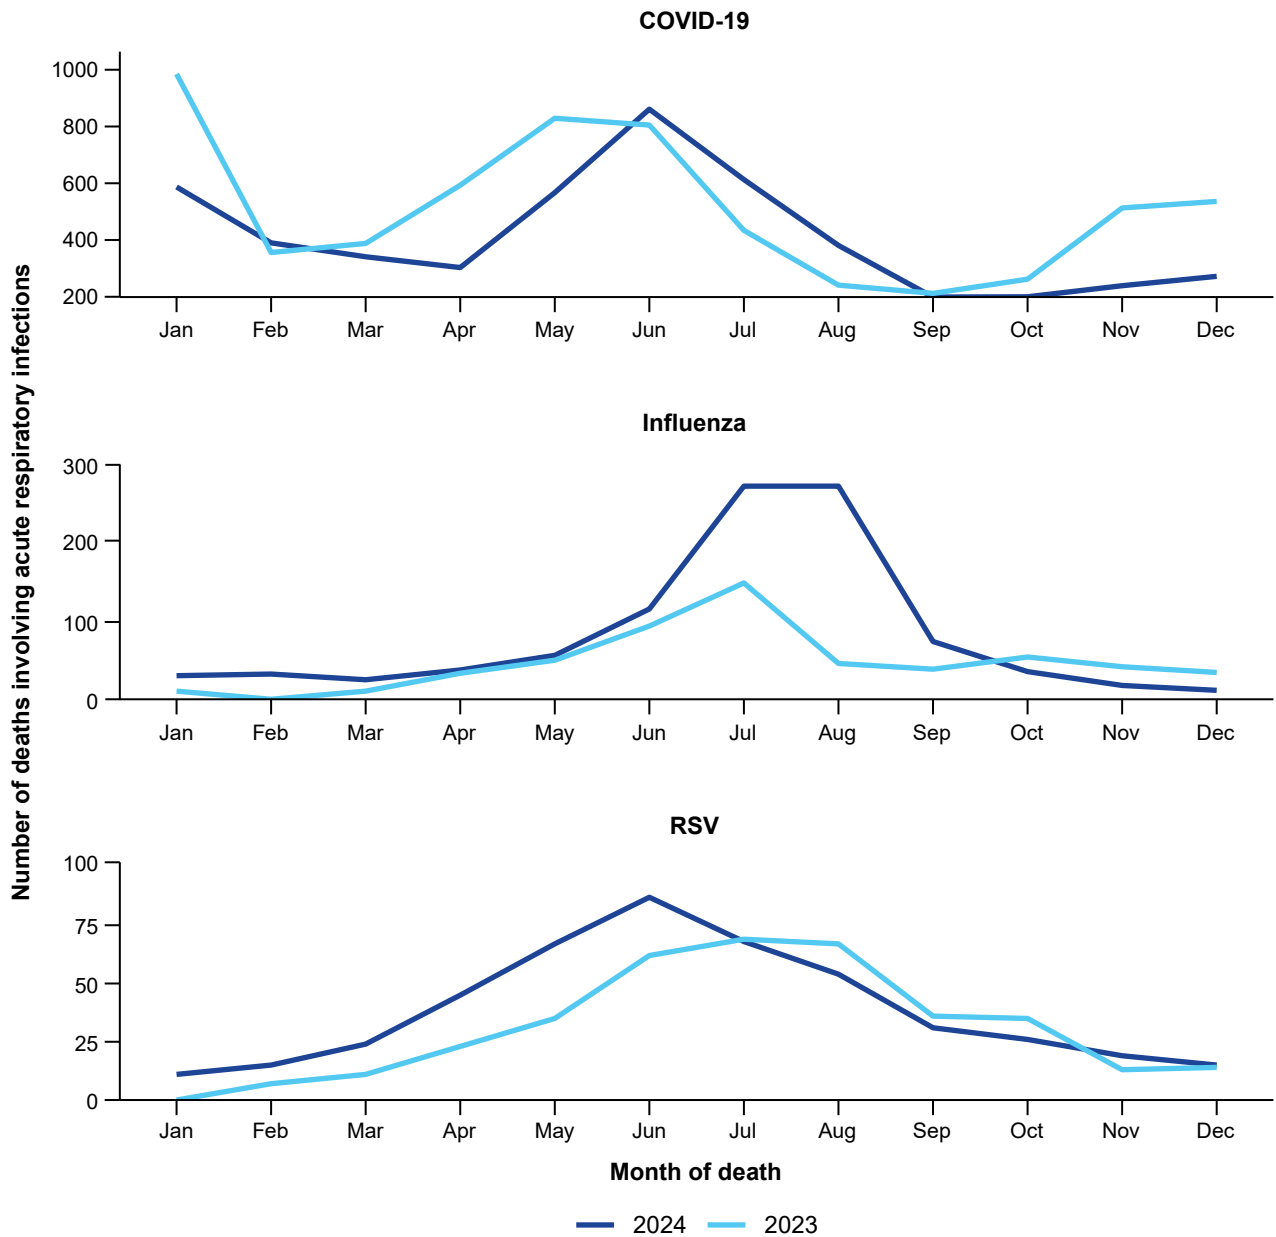 COVID-19
Number of deaths involving acute respiratory infections
1000
800
600
400
200
Jan Feb Mar Apr May Jun Jul Aug Sep Oct Nov Dec
Influenza
300
200
100
0
Jan Feb Mar Apr May Jun Jul Aug Sep Oct Nov Dec
RSV
100
75
50
25
0
Jan Feb Mar Apr May Jun Jul Aug Sep Oct Nov Dec
Month of death
2024 2023